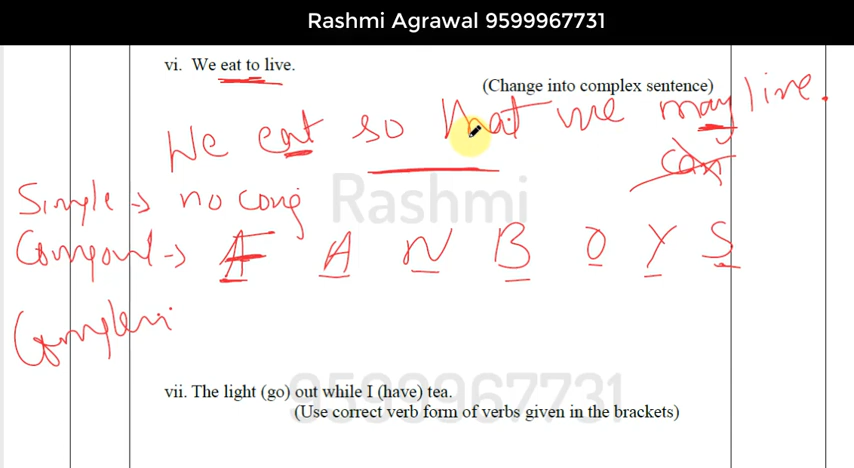 Rashmi Agrawal 9599967731
vi. We eat to live.
(Change into complex sentence)
We eat so that we may live.
can
Simple → no conj
Rashmi
Compound → F A N B O Y S
Complex
9599967731
vii. The light (go) out while I (have) tea.
(Use correct verb form of verbs given in the brackets)